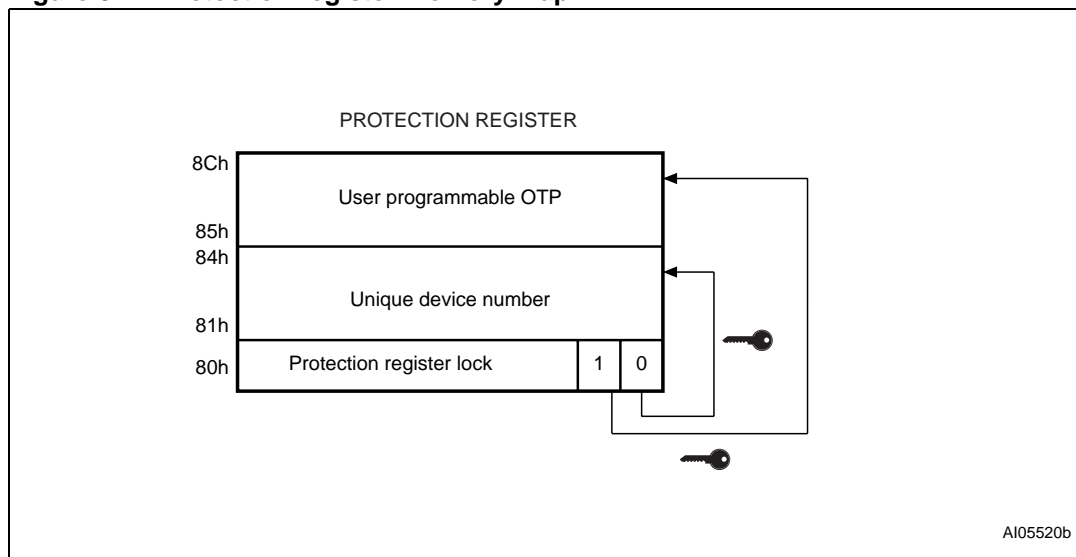 PROTECTION REGISTER
8Ch
User programmable OTP
85h
84h
Unique device number
81h
80h
Protection register lock
1
0
AI05520b